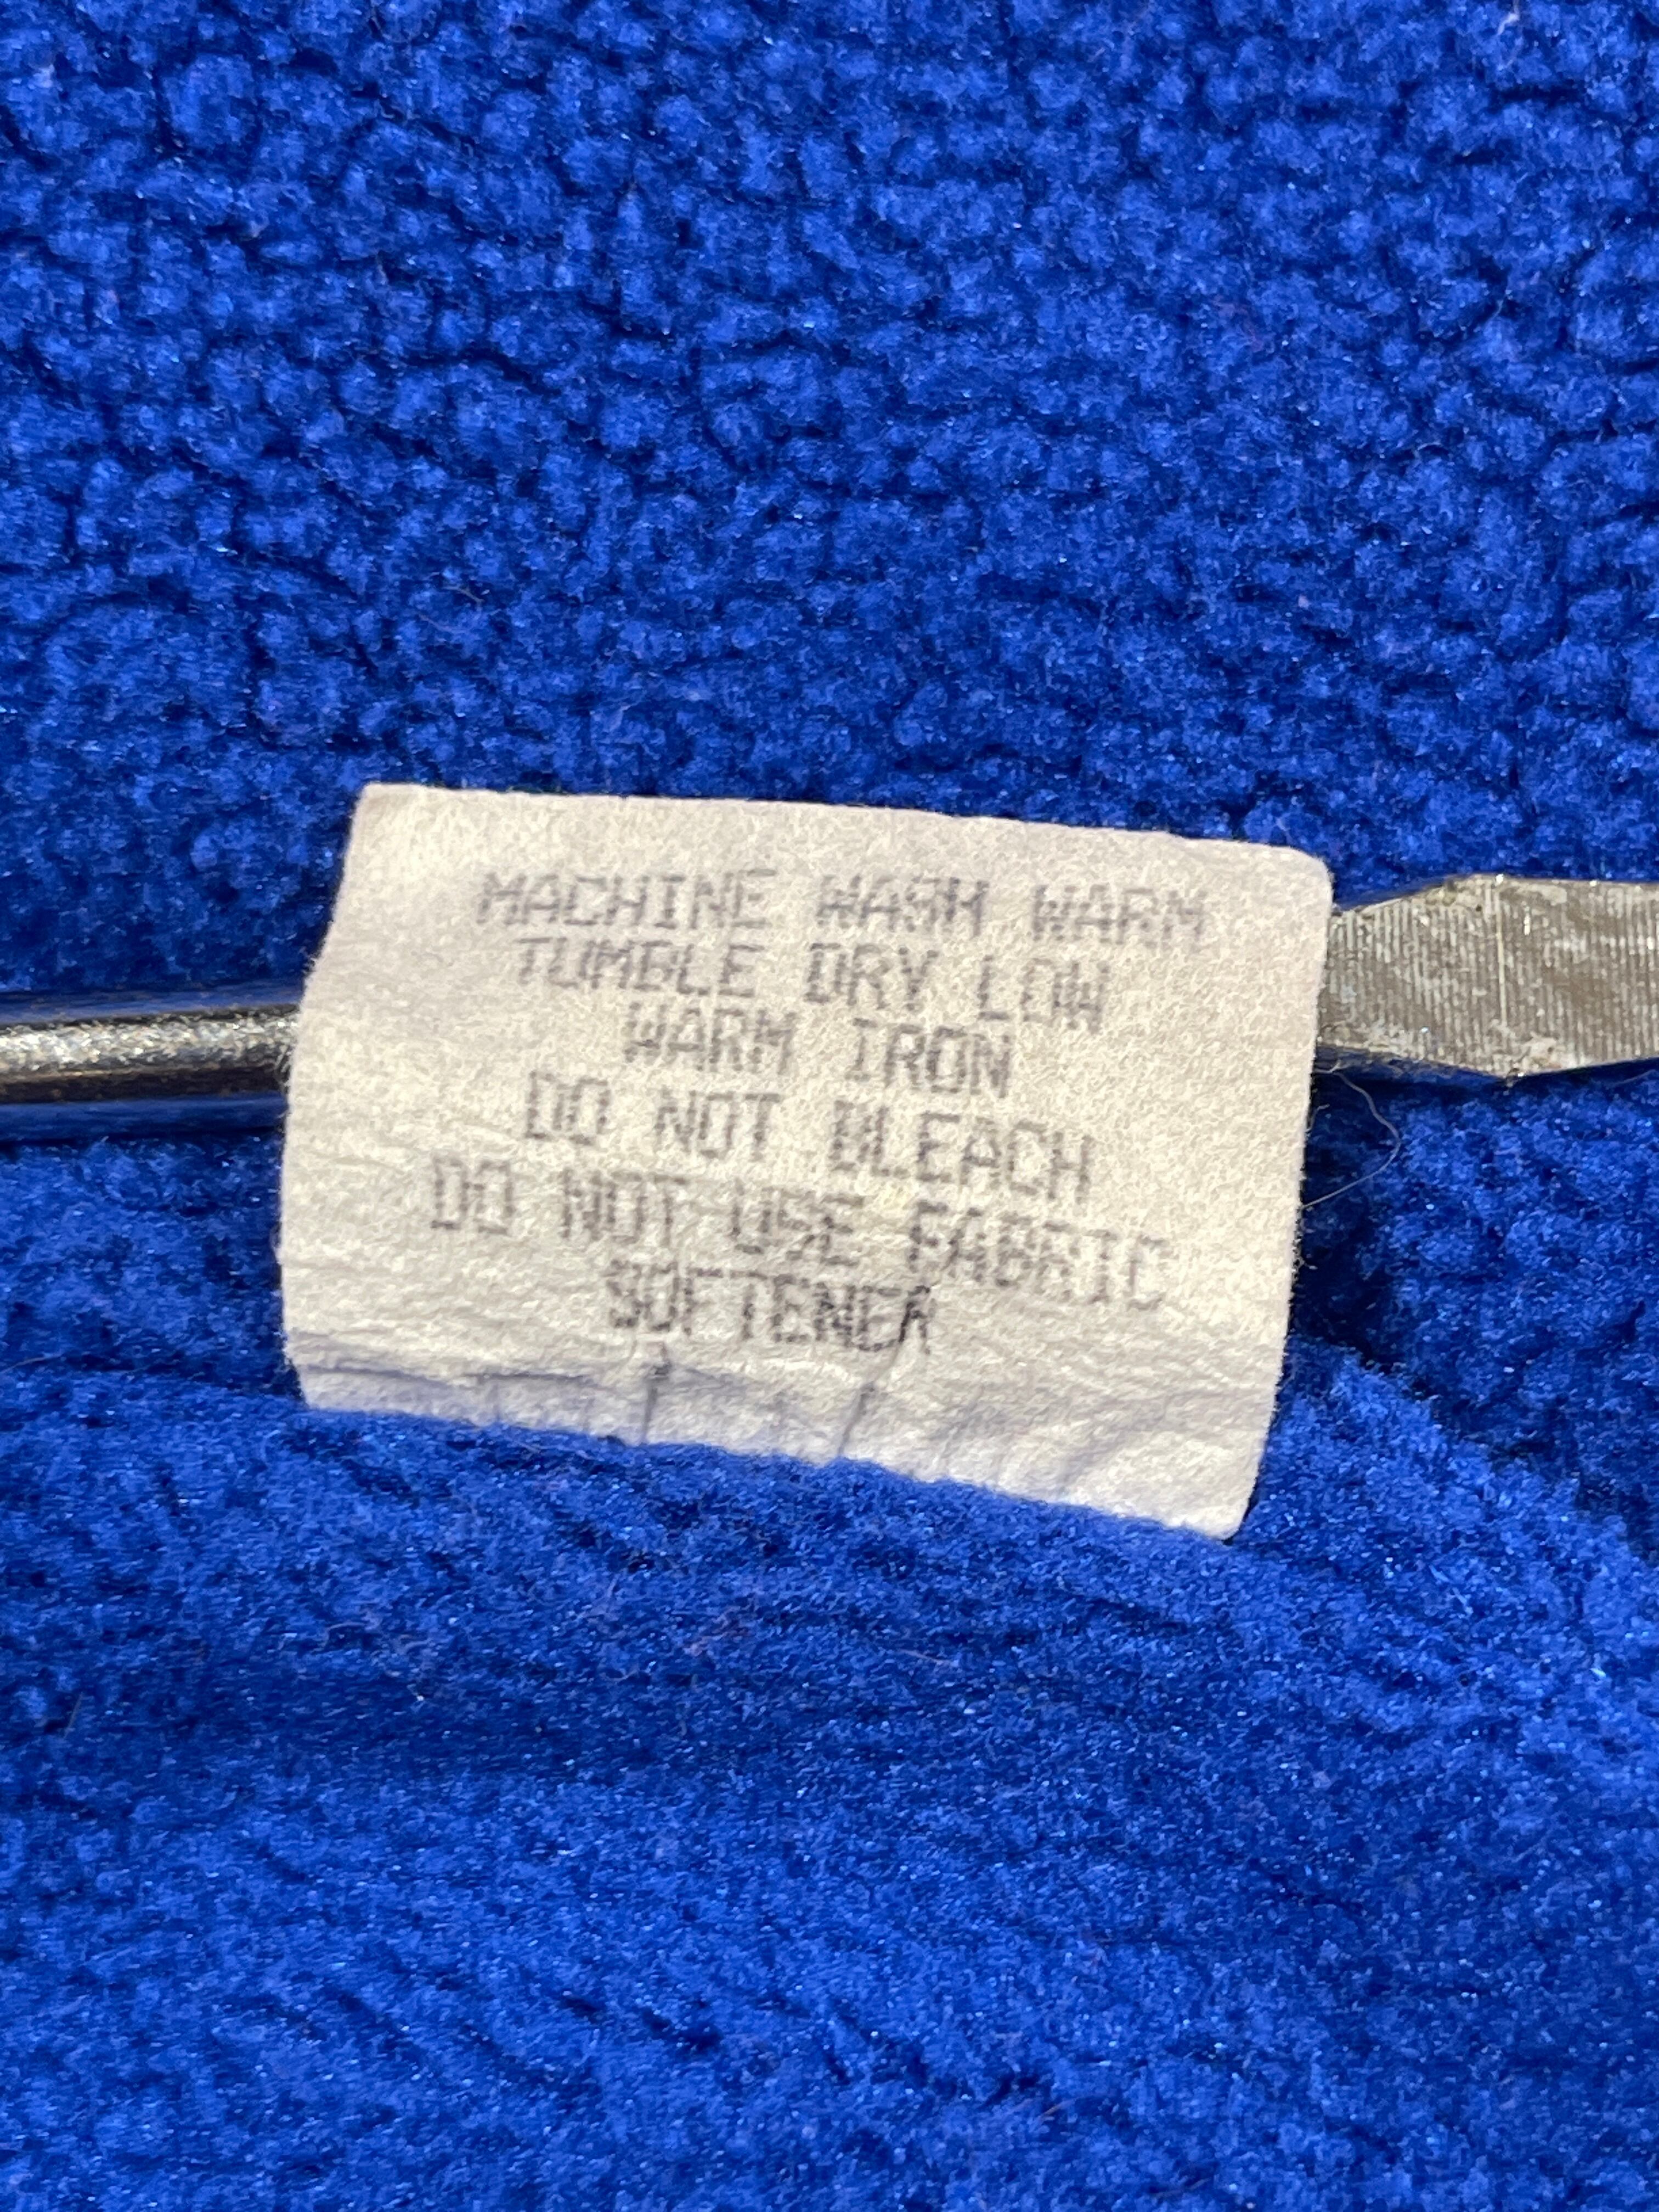 MACHINE WASH WARM
TUMBLE DRY LOW
WARM IRON
DO NOT BLEACH
DO NOT USE FABRIC
SOFTENER